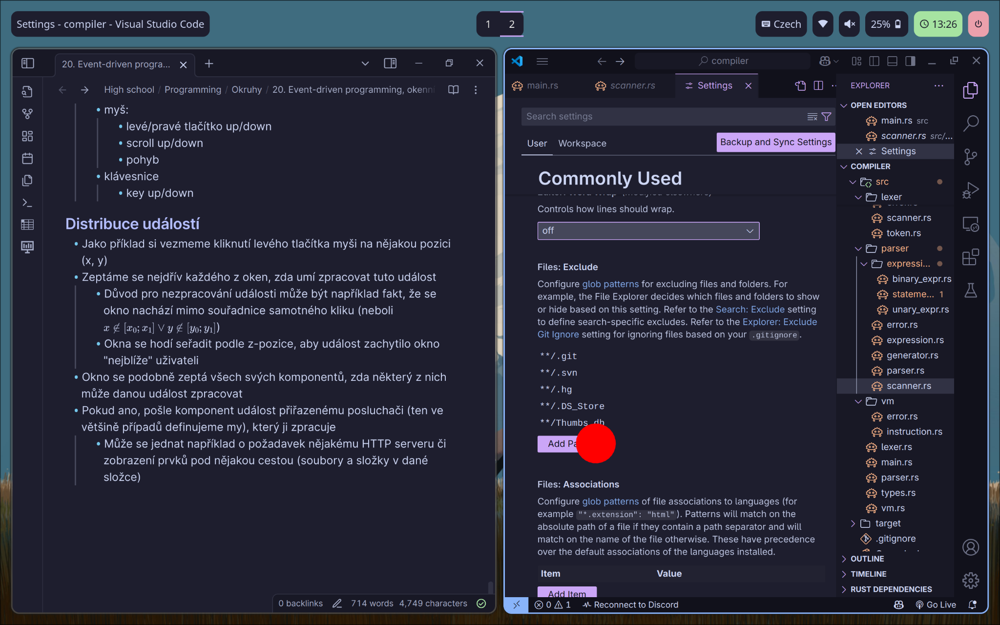 Settings - compiler - Visual Studio Code
1 2
Czech
25%
13:26
20. Event-driven progra...
High school / Programming / Okruhy / 20. Event-driven programming, okenní
myš:
levé/pravé tlačítko up/down
scroll up/down
pohyb
klávesnice
key up/down
Distribuce událostí
Jako příklad si vezmeme kliknutí levého tlačítka myši na nějakou pozici
(x, y)
Zeptáme se nejdřív každého z oken, zda umí zpracovat tuto událost
Důvod pro nezpracování události může být například fakt, že se
okno nachází mimo souřadnice samotného kliku (neboli
x ∉ [x₀; x₁] ∨ y ∉ [y₀; y₁])
Okna se hodí seřadit podle z-pozice, aby událost zachytilo okno
"nejblíže" uživateli
Okno se podobně zeptá všech svých komponentů, zda některý z nich
může danou událost zpracovat
Pokud ano, pošle komponent událost přiřazenému posluchači (ten ve
většině případů definujeme my), který ji zpracuje
Může se jednat například o požadavek nějakému HTTP serveru či
zobrazení prvků pod nějakou cestou (soubory a složky v dané
složce)
0 backlinks 714 words 4,749 characters
compiler
main.rs scanner.rs Settings
Search settings
User Workspace Backup and Sync Settings
Commonly Used
Controls how lines should wrap.
off
Files: Exclude
Configure glob patterns for excluding files and folders. For
example, the File Explorer decides which files and folders to show
or hide based on this setting. Refer to the Search: Exclude setting
to define search-specific excludes. Refer to the Explorer: Exclude
Git Ignore setting for ignoring files based on your .gitignore.
**/.git
**/.svn
**/.hg
**/.DS_Store
**/Thumbs.db
Add
Files: Associations
Configure glob patterns of file associations to languages (for
example "*.extension": "html"). Patterns will match on the
absolute path of a file if they contain a path separator and will
match on the name of the file otherwise. These have precedence
over the default associations of the languages installed.
Item Value
Add Item
EXPLORER
OPEN EDITORS
main.rs src
scanner.rs src/...
Settings
COMPILER
src
lexer
scanner.rs
token.rs
parser
expressi...
binary_expr.rs
stateme... 1
unary_expr.rs
error.rs
expression.rs
generator.rs
parser.rs
scanner.rs
vm
error.rs
instruction.rs
lexer.rs
main.rs
parser.rs
types.rs
vm.rs
target
.gitignore
OUTLINE
TIMELINE
RUST DEPENDENCIES
0 1 Reconnect to Discord Go Live